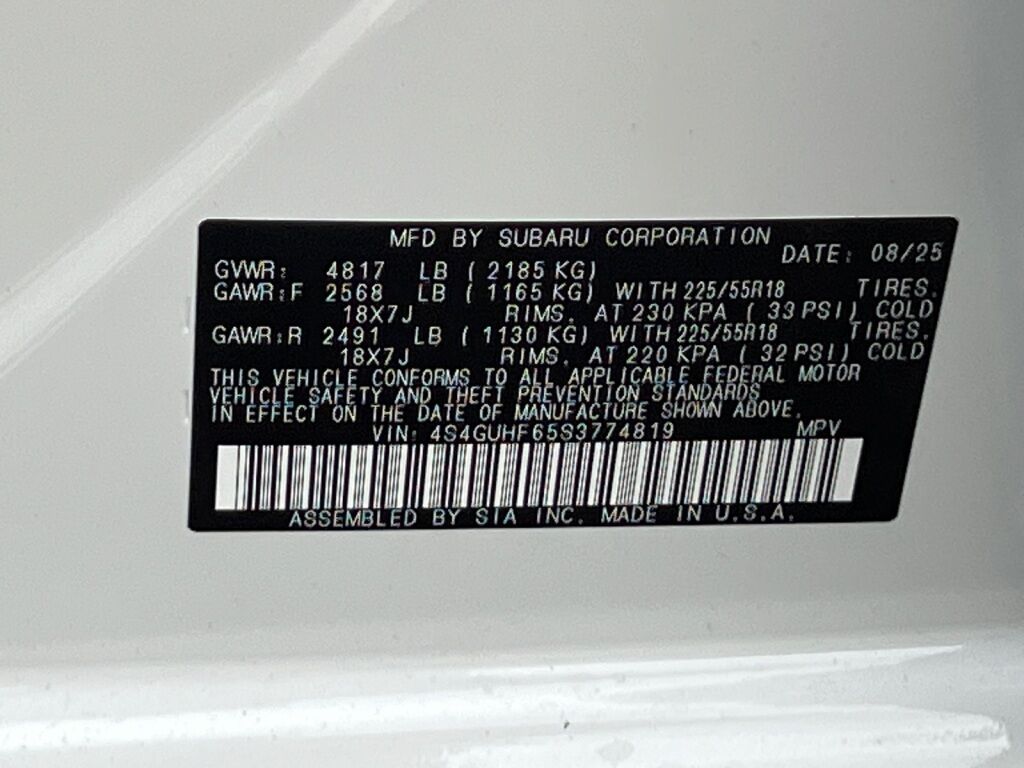 MFD BY SUBARU CORPORATION DATE: 08/25
GVWR: 4817 LB ( 2185 KG)
GAWR:F 2568 LB ( 1165 KG) WITH 225/55R18 TIRES,
18X7J RIMS, AT 230 KPA ( 33 PSI) COLD
GAWR:R 2491 LB ( 1130 KG) WITH 225/55R18 TIRES,
18X7J RIMS, AT 220 KPA ( 32 PSI) COLD
THIS VEHICLE CONFORMS TO ALL APPLICABLE FEDERAL MOTOR
VEHICLE SAFETY AND THEFT PREVENTION STANDARDS
IN EFFECT ON THE DATE OF MANUFACTURE SHOWN ABOVE.
VIN: 4S4GUHF65S3774819 MPV
ASSEMBLED BY SIA INC. MADE IN U.S.A.